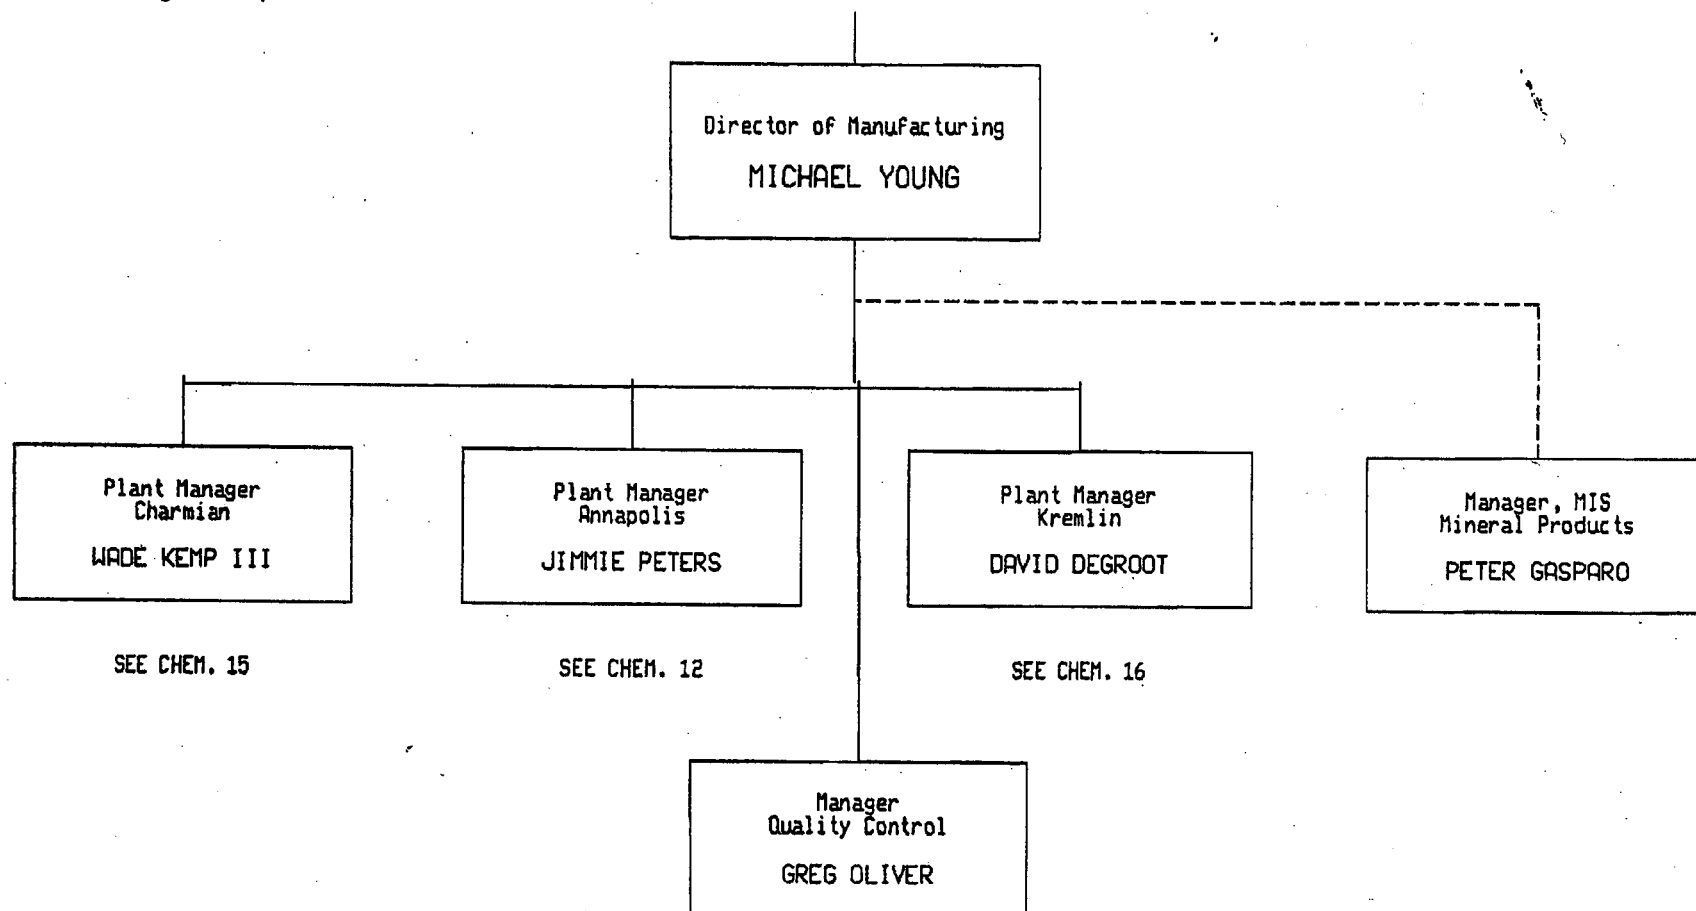 Director of Manufacturing
MICHAEL YOUNG
Plant Manager
Charmian
WADE KEMP III
Plant Manager
Annapolis
JIMMIE PETERS
Plant Manager
Kremlin
DAVID DEGROOT
Manager, MIS
Mineral Products
PETER GASPARO
SEE CHEM. 15
SEE CHEM. 12
SEE CHEM. 16
Manager
Quality Control
GREG OLIVER